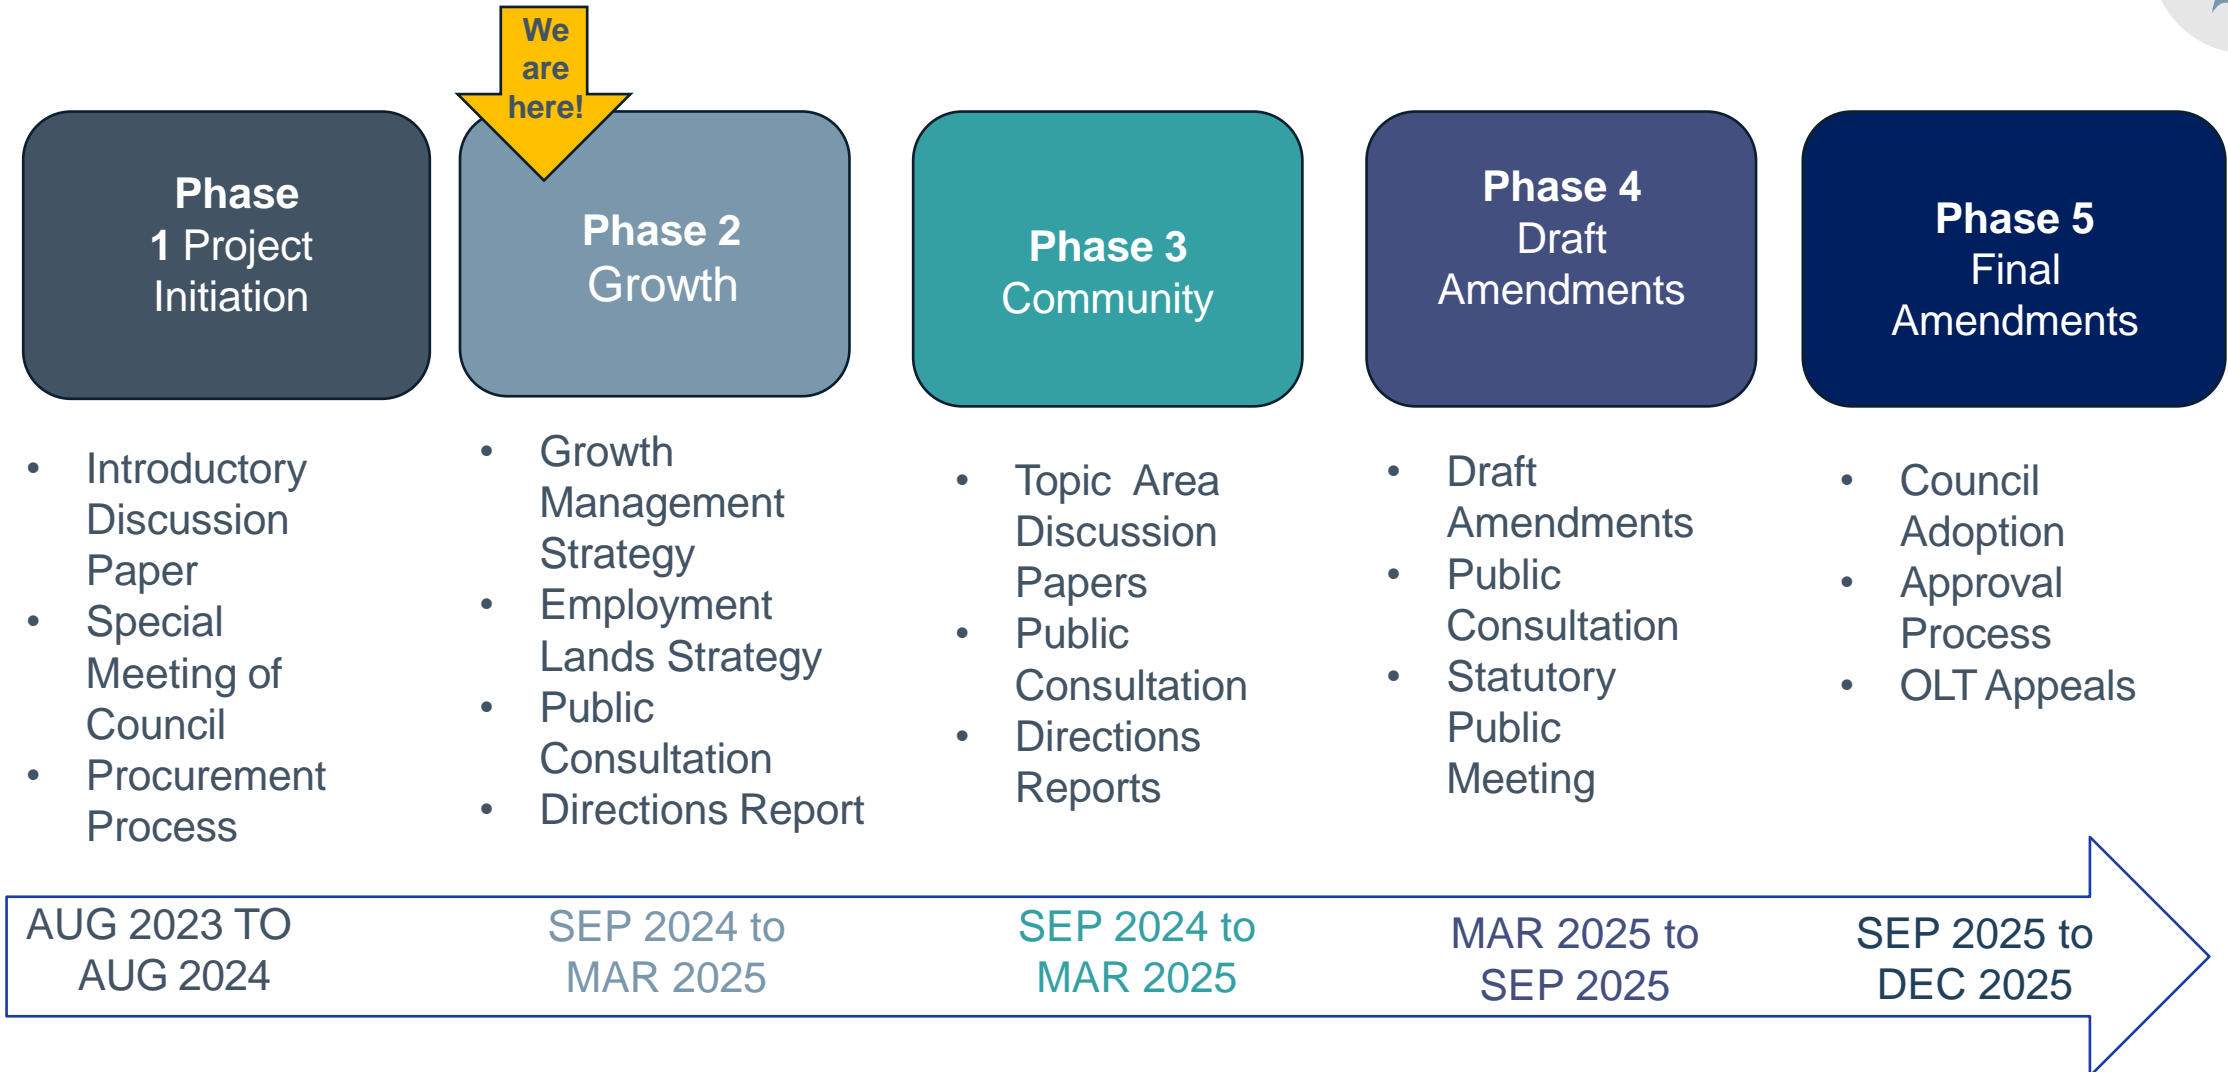 We
are
here!
Phase
1 Project
Initiation
Phase 2
Growth
Phase 3
Community
Phase 4
Draft
Amendments
Phase 5
Final
Amendments
• Introductory
Discussion
Paper
• Special
Meeting of
Council
• Procurement
Process
• Growth
Management
Strategy
• Employment
Lands Strategy
• Public
Consultation
• Directions Report
• Topic Area
Discussion
Papers
• Public
Consultation
• Directions
Reports
• Draft
Amendments
• Public
Consultation
• Statutory
Public
Meeting
• Council
Adoption
• Approval
Process
• OLT Appeals
AUG 2023 TO
AUG 2024
SEP 2024 to
MAR 2025
SEP 2024 to
MAR 2025
MAR 2025 to
SEP 2025
SEP 2025 to
DEC 2025